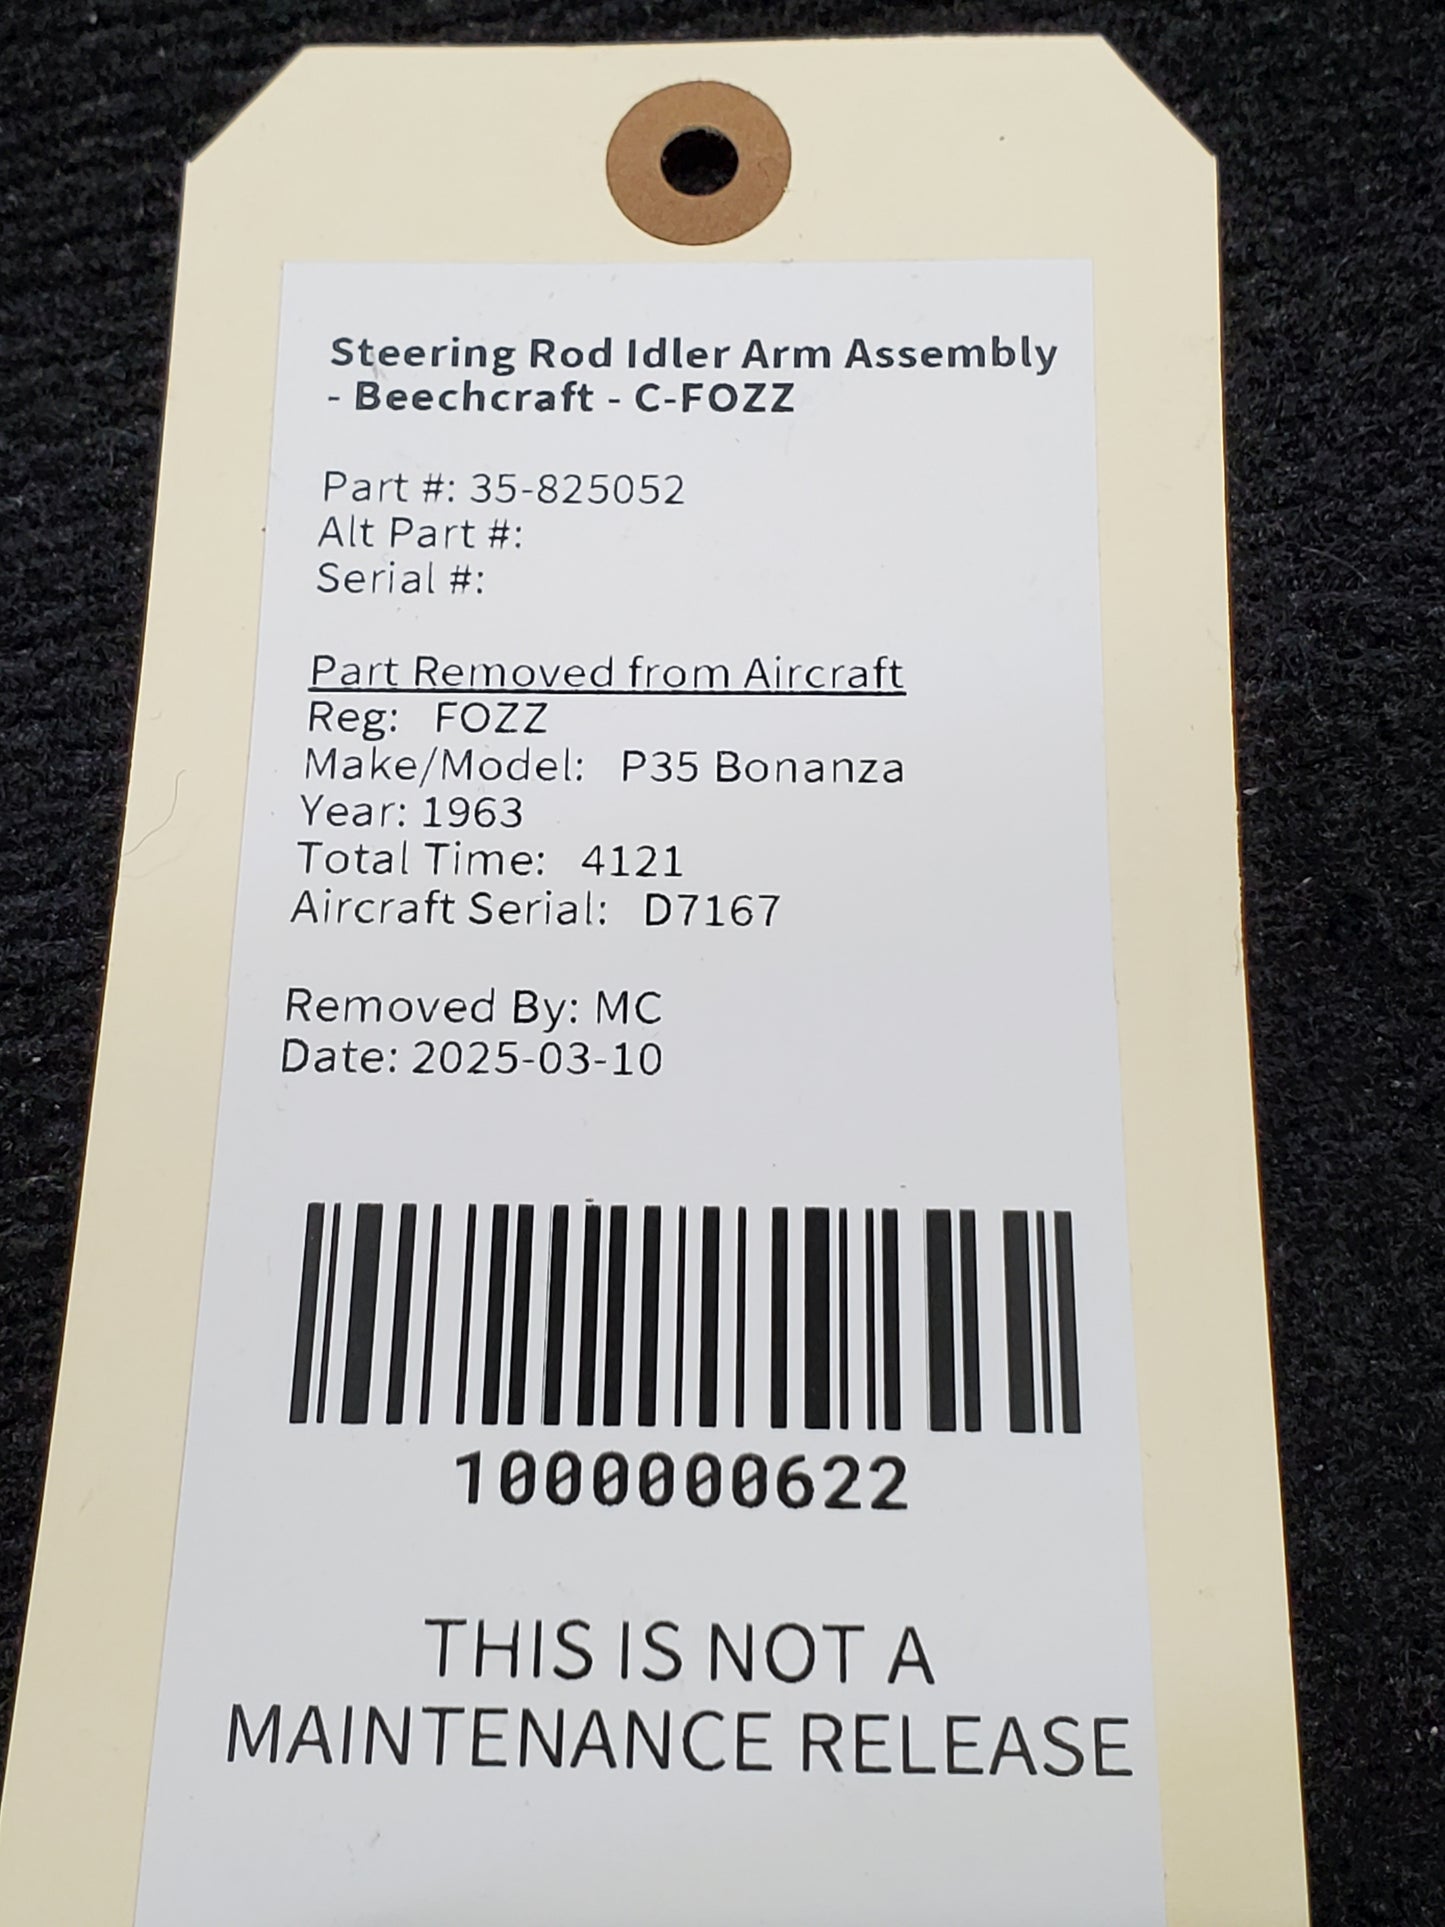 Steering Rod Idler Arm Assembly
- Beechcraft - C-FOZZ
Part #: 35-825052
Alt Part #:
Serial #:
Part Removed from Aircraft
Reg: FOZZ
Make/Model: P35 Bonanza
Year: 1963
Total Time: 4121
Aircraft Serial: D7167
Removed By: MC
Date: 2025-03-10
1000000622
THIS IS NOT A
MAINTENANCE RELEASE